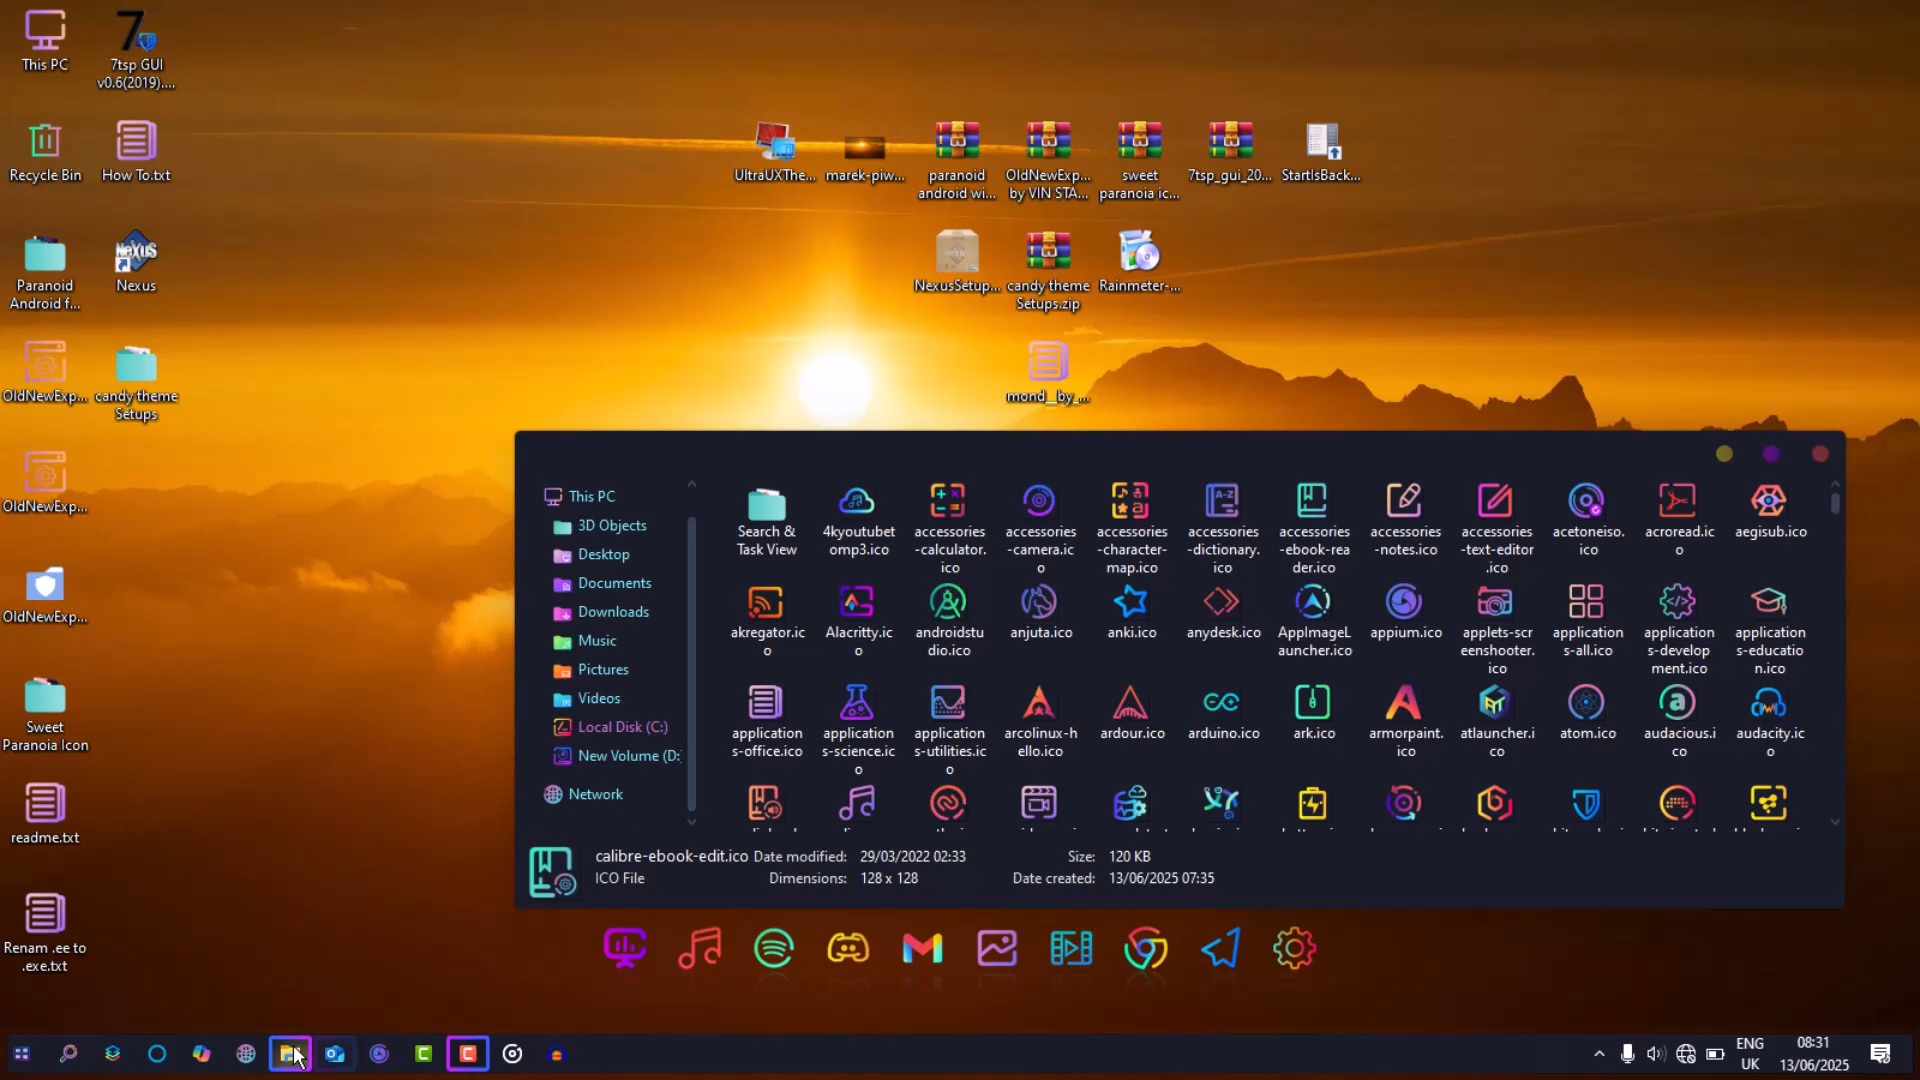 This PC
7tsp GUI
v0.6(2019)....
Recycle Bin
How To.txt
Paranoid
Android f...
Nexus
OldNewExp...
candy theme
Setups
OldNewExp...
OldNewExp...
Sweet
Paranoia Icon
readme.txt
Renam .ee to
.exe.txt
UltraUXThe...
marek-piw...
paranoid
android wi...
OldNewExp...
by VIN STA...
sweet
paranoia ic...
7tsp_gui_20...
StartIsBack...
NexusSetup...
candy theme
Setups.zip
Rainmeter-...
mond__by_...
This PC
3D Objects
Desktop
Documents
Downloads
Music
Pictures
Videos
Local Disk (C:)
New Volume (D:
Network
Search &
Task View
4kyoutubet
omp3.ico
accessories
-calculator.
ico
accessories
-camera.ic
o
accessories
-character-
map.ico
accessories
-dictionary.
ico
accessories
-ebook-rea
der.ico
accessories
-notes.ico
accessories
-text-editor
.ico
acetoneiso.
ico
acroread.ic
o
aegisub.ico
akregator.ic
o
Alacritty.ic
o
androidstu
dio.ico
anjuta.ico
anki.ico
anydesk.ico
AppImageL
auncher.ico
appium.ico
applets-scr
eenshooter.
ico
application
s-all.ico
application
s-develop
ment.ico
application
s-educatio
n.ico
application
s-office.ico
application
s-science.ic
o
application
s-utilities.ic
o
arcolinux-h
ello.ico
ardour.ico
arduino.ico
ark.ico
armorpaint.
ico
atlauncher.i
co
atom.ico
audacious.i
co
audacity.ic
o
calibre-ebook-edit.ico Date modified: 29/03/2022 02:33 Size: 120 KB
ICO File Dimensions: 128 x 128 Date created: 13/06/2025 07:35
ENG
UK
08:31
13/06/2025